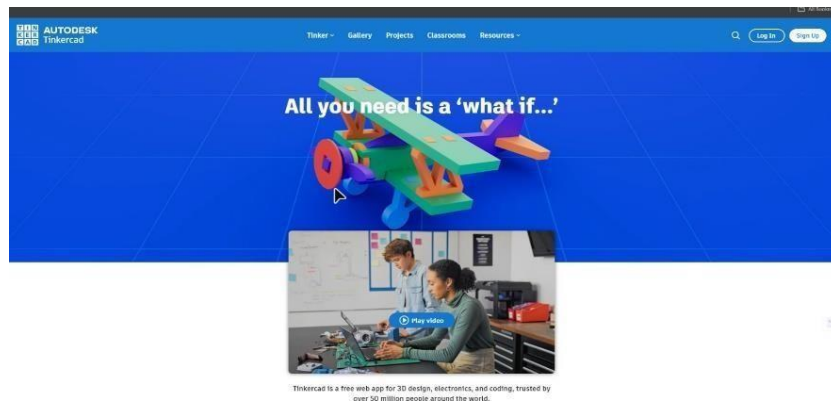 TIN
KER
CAD
AUTODESK
Tinkercad
Tinker
Gallery
Projects
Classrooms
Resources
Log In
Sign Up
All you need is a ‘what if...’
Play video
Tinkercad is a free web app for 3D design, electronics, and coding, trusted by
over 50 million people around the world.